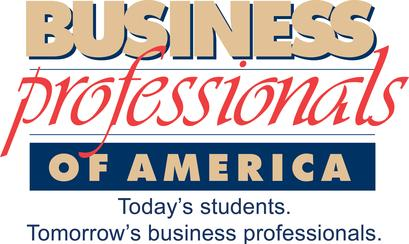 BUSINESS
professionals
OF AMERICA
Today's students.
Tomorrow's business professionals.